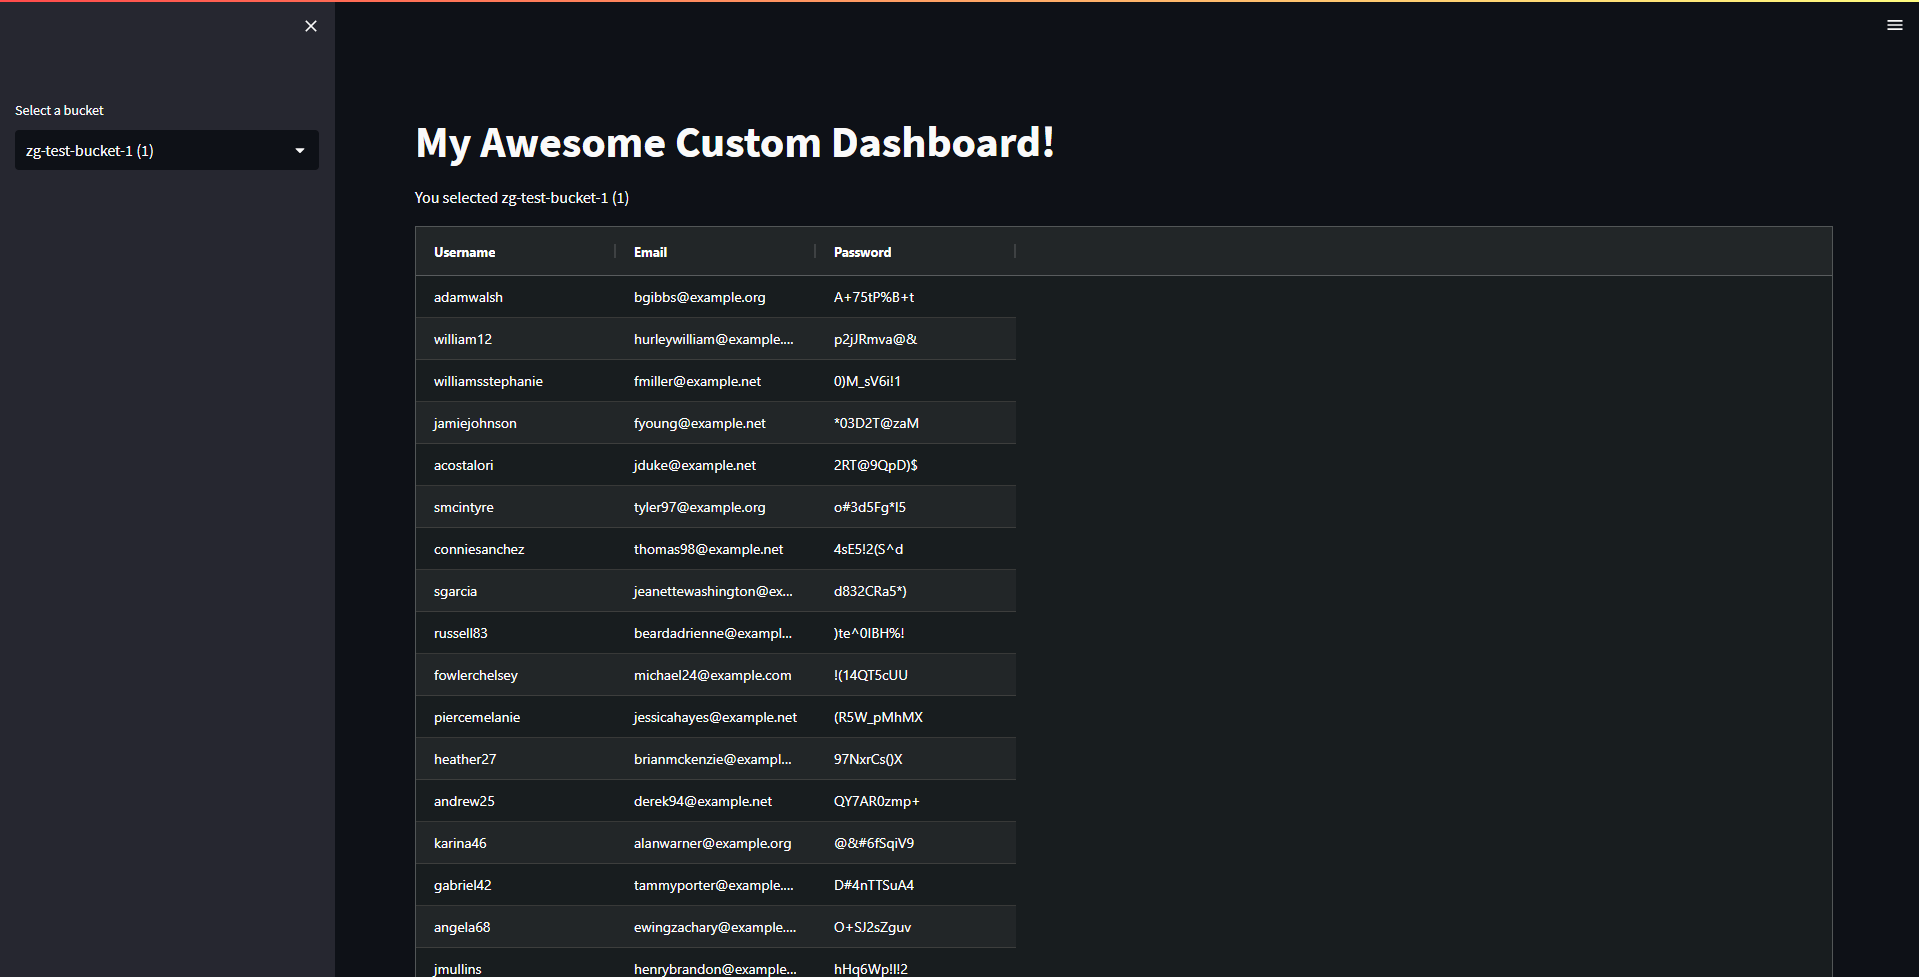 Select a bucket
zg-test-bucket-1 (1)
My Awesome Custom Dashboard!
You selected zg-test-bucket-1 (1)
Username Email Password
adamwalsh bgibbs@example.org A+75tP%B+t
william12 hurleywilliam@example.... p2jJRmva@&
williamsstephanie fmiller@example.net 0)M_sV6i!1
jamiejohnson fyoung@example.net *03D2T@zaM
acostalori jduke@example.net 2RT@9QpD)$
smcintyre tyler97@example.org o#3d5Fg*I5
conniesanchez thomas98@example.net 4sE5!2(S^d
sgarcia jeanettewashington@ex... d832CRa5*)
russell83 beardadrienne@exampl... )te^0IBH%!
fowlerchelsey michael24@example.com !(14QT5cUU
piercemelanie jessicahayes@example.net (R5W_pMhMX
heather27 brianmckenzie@exampl... 97NxrCs()X
andrew25 derek94@example.net QY7AR0zmp+
karina46 alanwarner@example.org @&#6fSqiV9
gabriel42 tammyporter@example.... D#4nTTSuA4
angela68 ewingzachary@example.... O+SJ2sZguv
jmullins henrybrandon@example... hHq6Wp!I!2